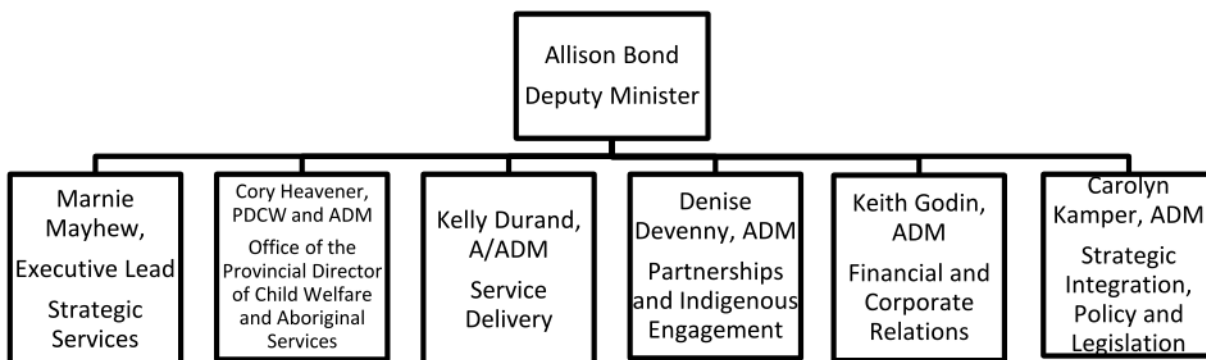 Allison Bond
Deputy Minister
Marnie
Mayhew,
Executive Lead
Strategic
Services
Cory Heavener,
PDCW and ADM
Office of the
Provincial Director
of Child Welfare
and Aboriginal
Services
Kelly Durand,
A/ADM
Service
Delivery
Denise
Devenny, ADM
Partnerships
and Indigenous
Engagement
Keith Godin,
ADM
Financial and
Corporate
Relations
Carolyn
Kamper, ADM
Strategic
Integration,
Policy and
Legislation